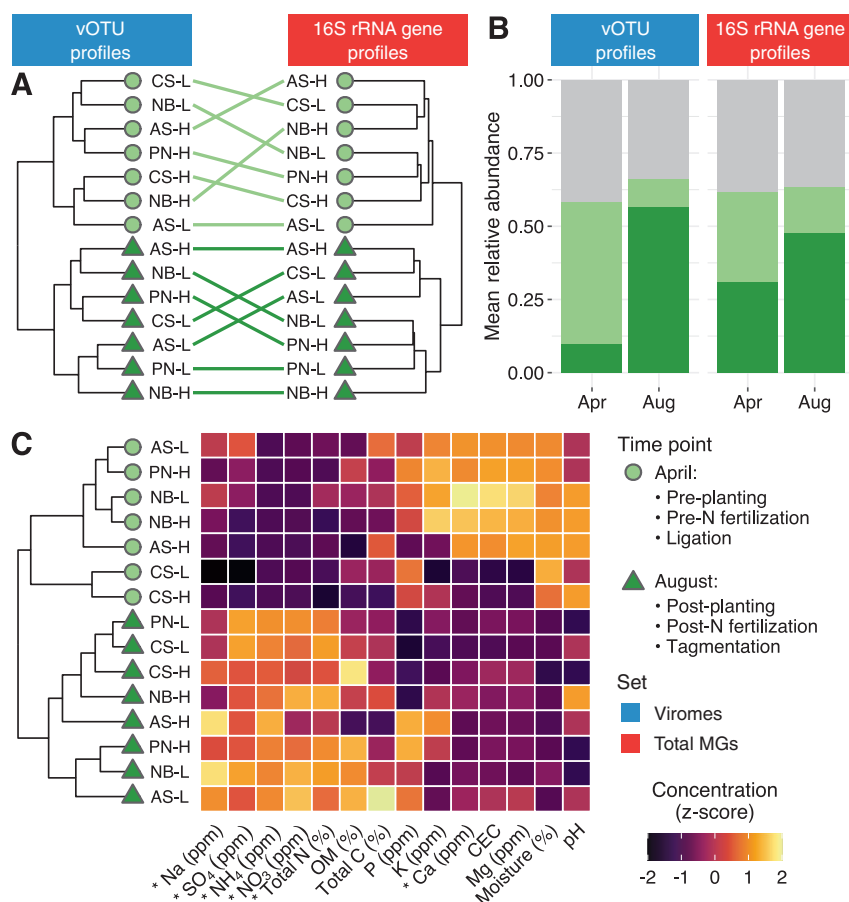 vOTU
profiles
16S rRNA gene
profiles
A
CS-L
NB-L
AS-H
PN-H
CS-H
NB-H
AS-L
AS-H
NB-L
PN-H
CS-L
AS-L
PN-L
NB-H
AS-H
CS-L
NB-H
NB-L
PN-H
CS-H
AS-L
AS-H
CS-L
AS-L
NB-L
PN-H
PN-L
NB-H
B
vOTU
profiles
16S rRNA gene
profiles
Mean relative abundance
1.00
0.75
0.50
0.25
0.00
Apr
Aug
Apr
Aug
C
AS-L
PN-H
NB-L
NB-H
AS-H
CS-L
CS-H
PN-L
CS-L
CS-H
NB-H
AS-H
PN-H
NB-L
AS-L
* Na (ppm)
* SO4 (ppm)
* NH4 (ppm)
* NO3 (ppm)
* Total N (%)
OM (%)
Total C (%)
P (ppm)
K (ppm)
* Ca (ppm)
CEC
Mg (ppm)
Moisture (%)
pH
Time point
April:
• Pre-planting
• Pre-N fertilization
• Ligation
August:
• Post-planting
• Post-N fertilization
• Tagmentation
Set
Viromes
Total MGs
Concentration
(z-score)
-2 -1 0 1 2